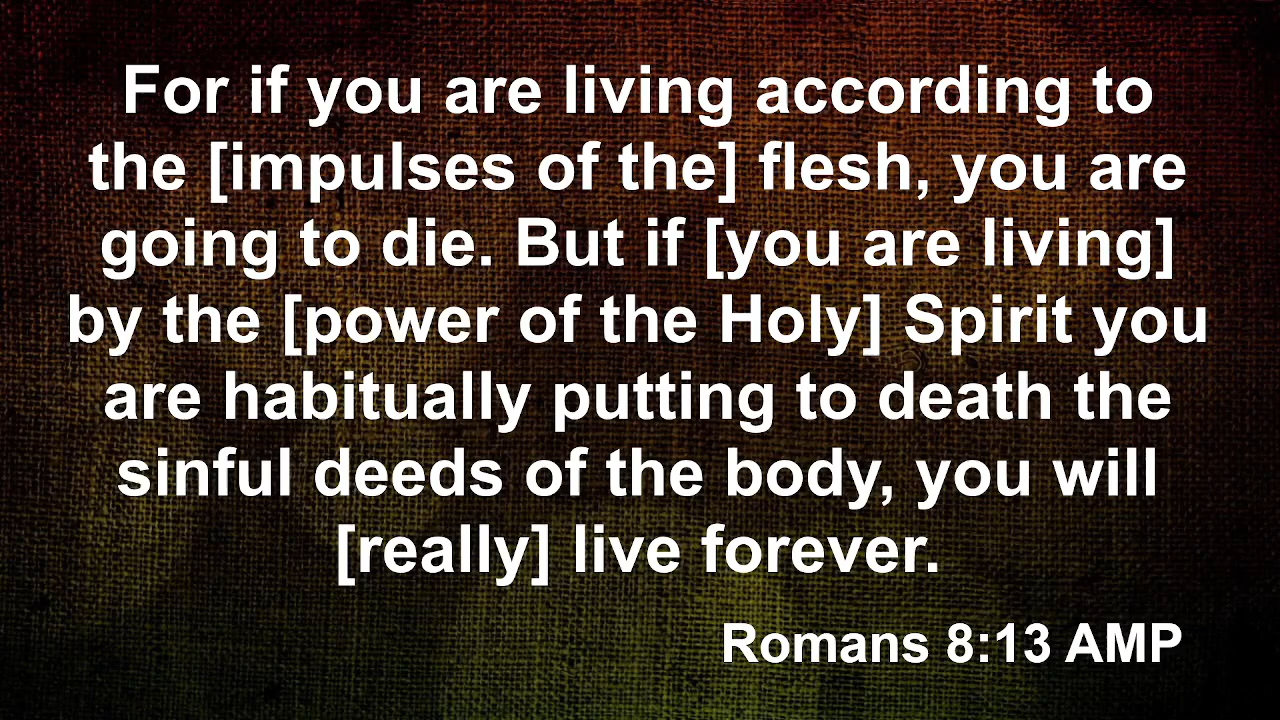 For if you are living according to
the [impulses of the] flesh, you are
going to die. But if [you are living]
by the [power of the Holy] Spirit you
are habitually putting to death the
sinful deeds of the body, you will
[really] live forever.
Romans 8:13 AMP